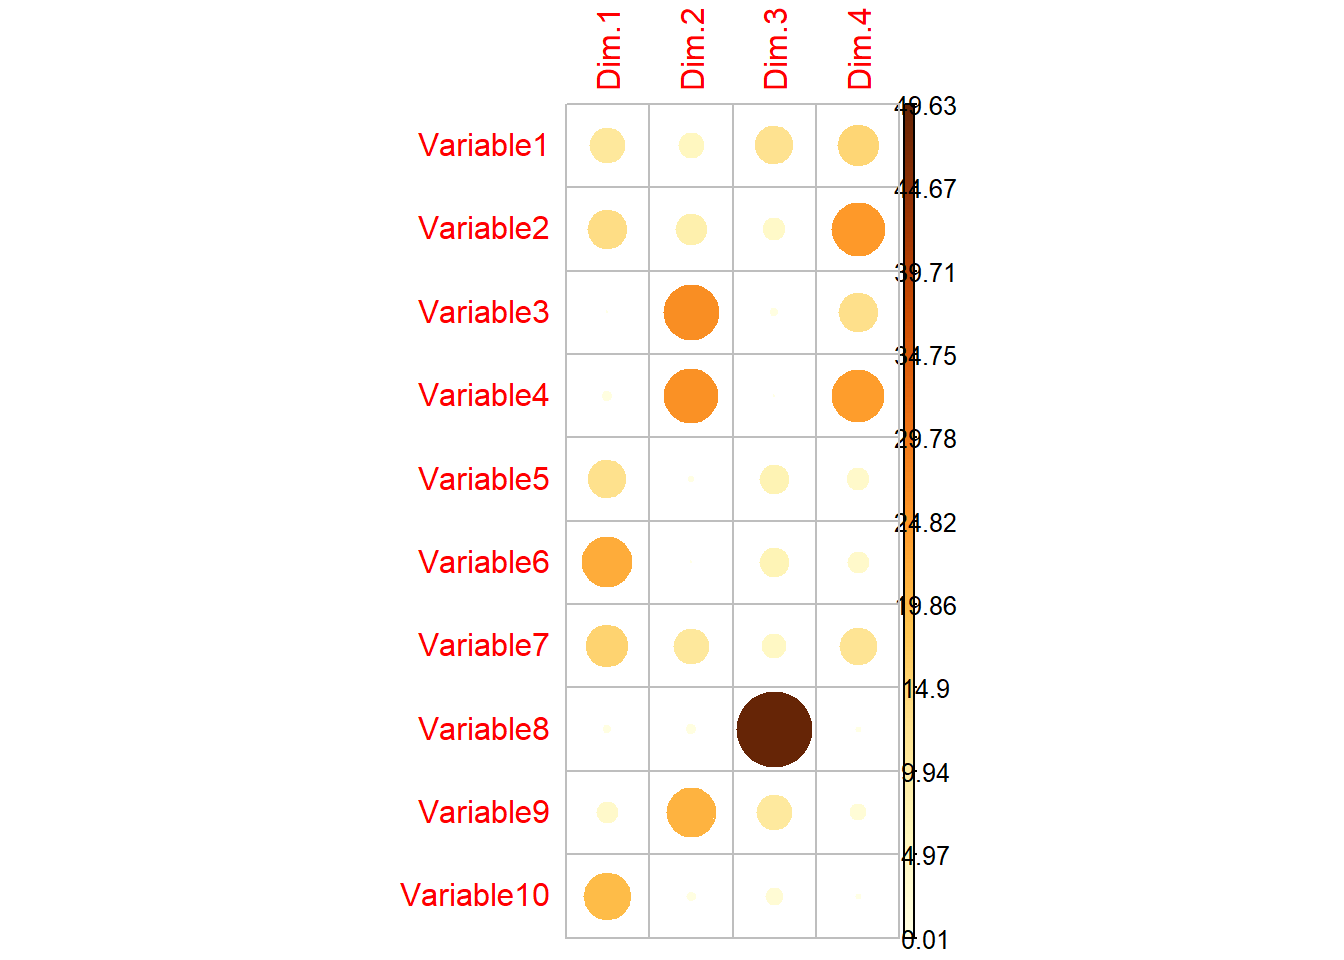 Dim.1 Dim.2 Dim.3 Dim.4
49.63
Variable1
44.67
Variable2
39.71
Variable3
34.75
Variable4
29.78
Variable5
24.82
Variable6
19.86
Variable7
14.9
Variable8
9.94
Variable9
4.97
Variable10
0.01